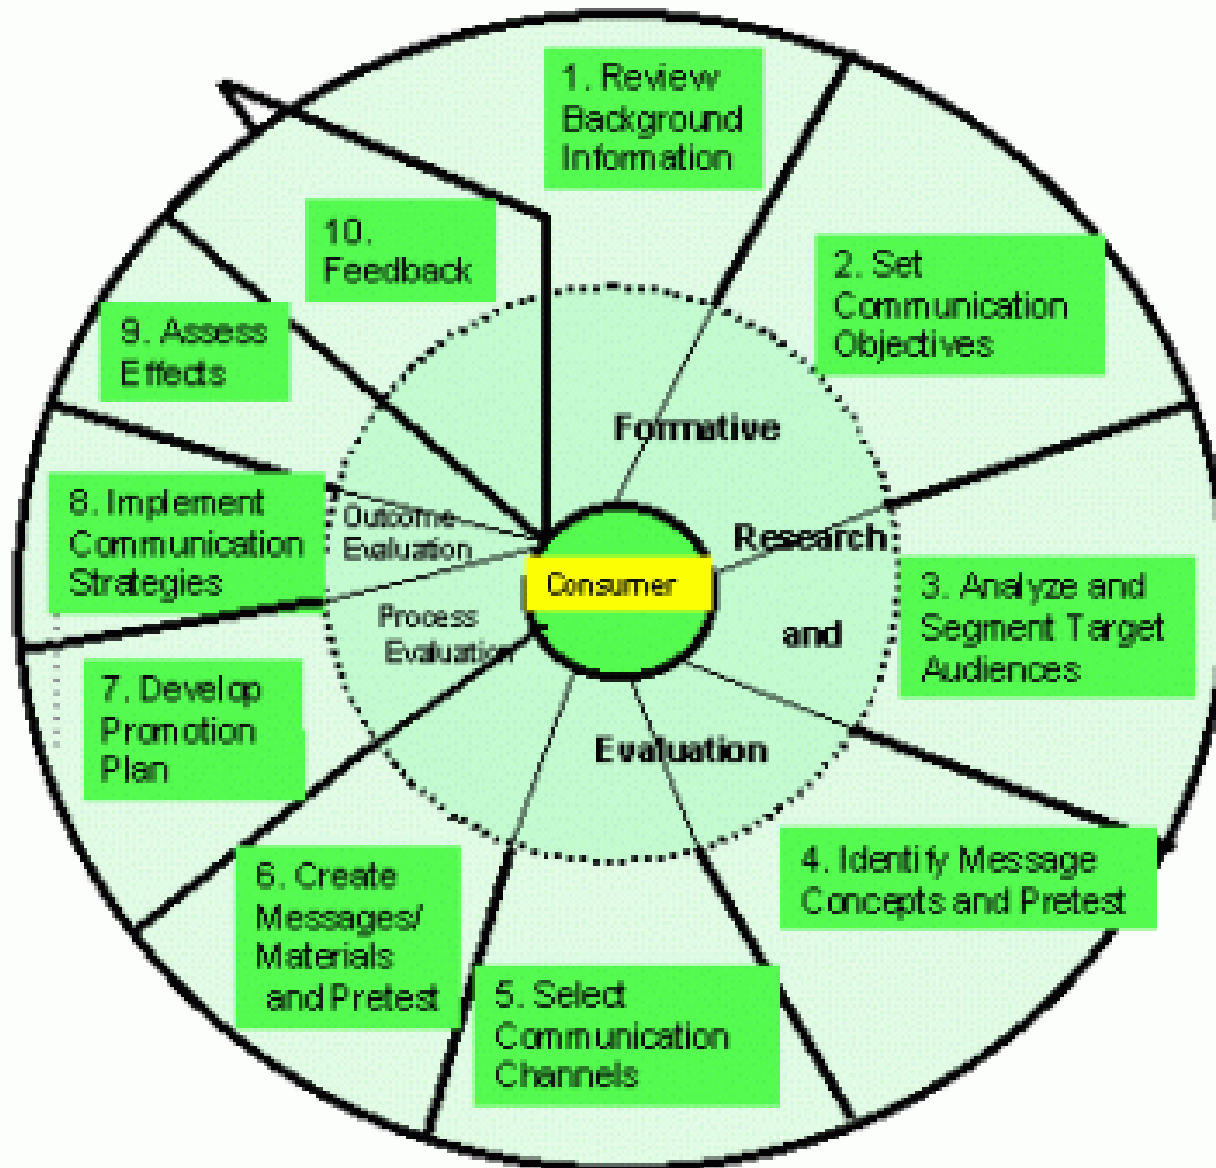 1. Review
Background
Information
2. Set
Communication
Objectives
3. Analyze and
Segment Target
Audiences
4. Identify Message
Concepts and Pretest
5. Select
Communication
Channels
6. Create
Messages/
Materials
and Pretest
7. Develop
Promotion
Plan
8. Implement
Communication
Strategies
9. Assess
Effects
10.
Feedback
Formative
Research
and
Evaluation
Process
Evaluation
Outcome
Evaluation
Consumer